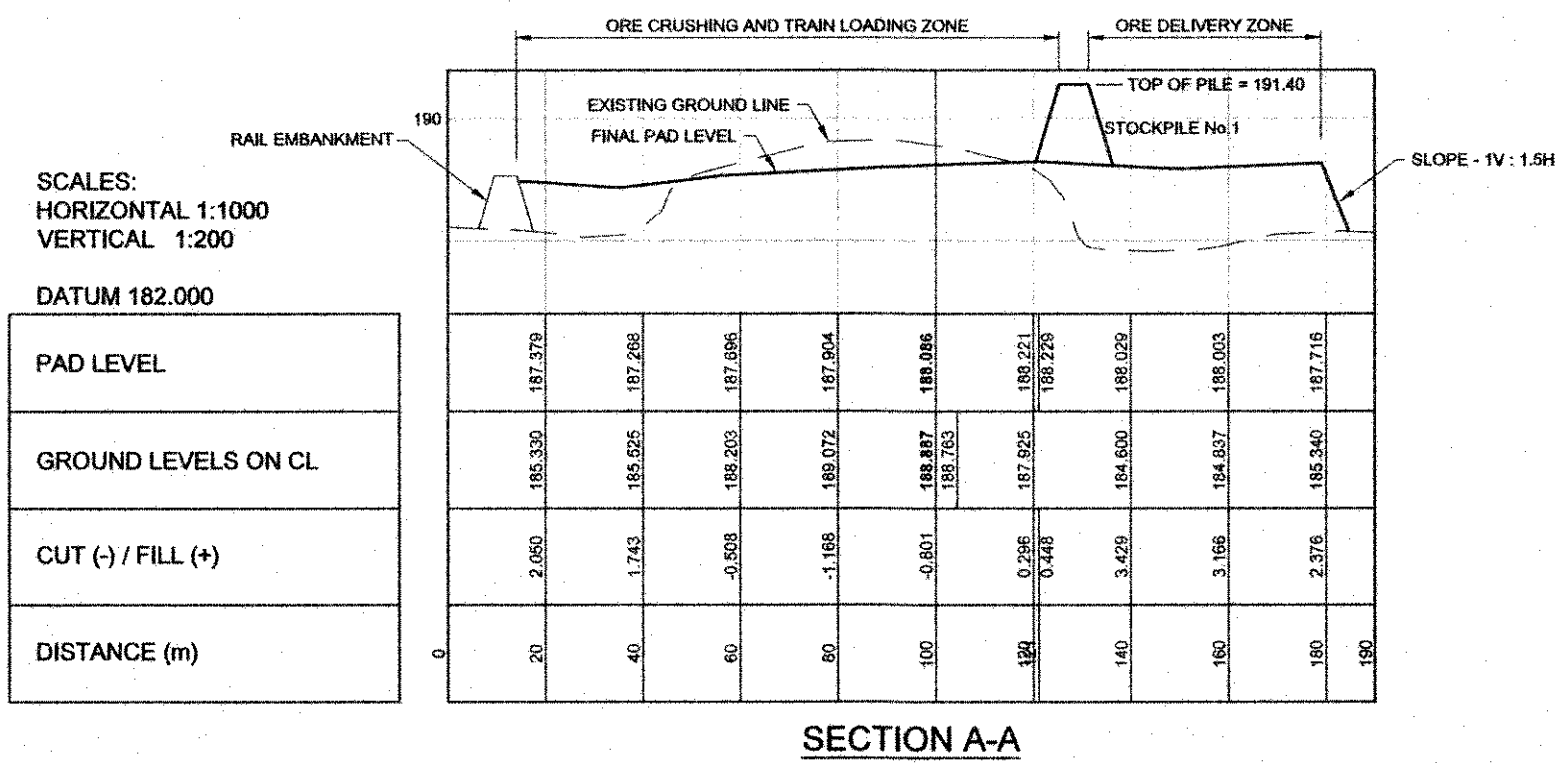 ORE CRUSHING AND TRAIN LOADING ZONE
ORE DELIVERY ZONE
TOP OF PILE = 191.40
EXISTING GROUND LINE
190
FINAL PAD LEVEL
STOCKPILE No.1
RAIL EMBANKMENT
SLOPE - 1V : 1.5H
SCALES:
HORIZONTAL 1:1000
VERTICAL 1:200
DATUM 182.000
PAD LEVEL 187.379 187.268 187.696 187.904 188.086 188.221 188.229 188.029 188.003 187.716
GROUND LEVELS ON CL 185.330 185.525 188.203 189.072 188.887 188.763 187.925 184.600 184.837 185.340
CUT (-) / FILL (+) 2.050 1.743 -0.508 -1.168 -0.801 0.296 0.448 3.429 3.166 2.376
DISTANCE (m) 0 20 40 60 80 100 120 140 160 180 190
SECTION A-A